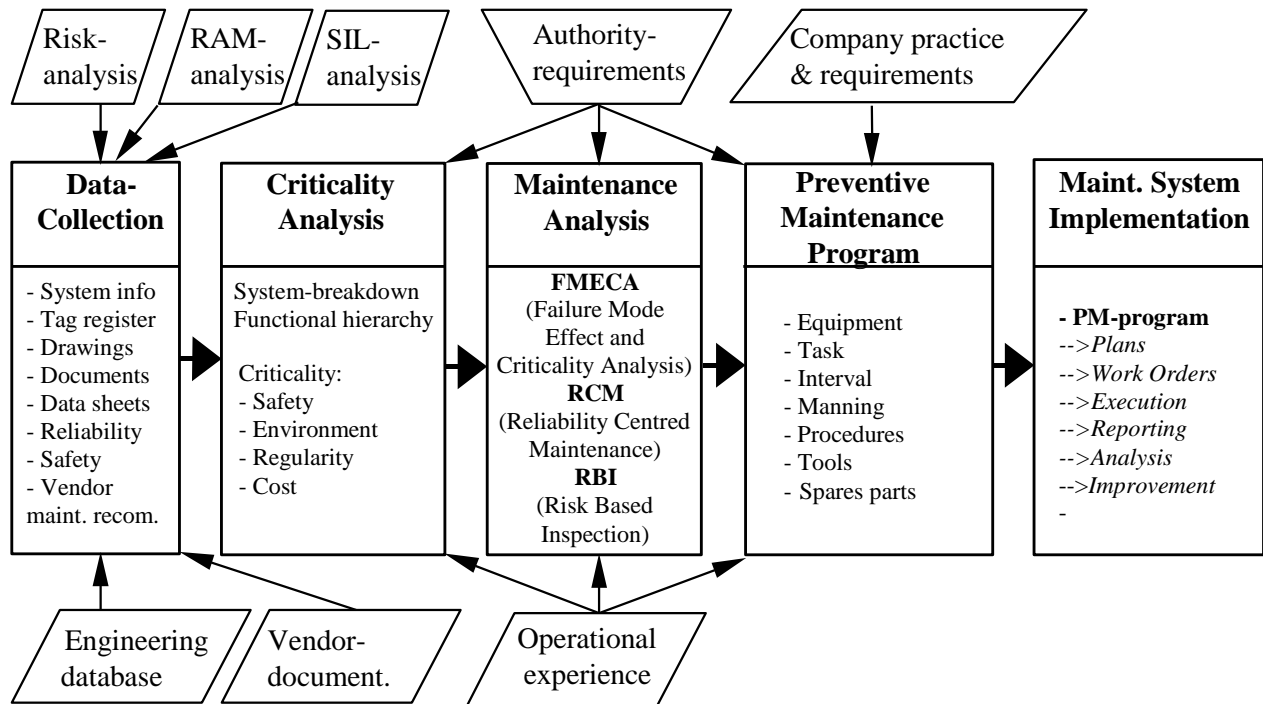 Risk-
analysis
RAM-
analysis
SIL-
analysis
Authority-
requirements
Company practice
& requirements
Data-
Collection
- System info
- Tag register
- Drawings
- Documents
- Data sheets
- Reliability
- Safety
- Vendor
maint. recom.
Criticality
Analysis
System-breakdown
Functional hierarchy
Criticality:
- Safety
- Environment
- Regularity
- Cost
Maintenance
Analysis
FMECA
(Failure Mode
Effect and
Criticality Analysis)
RCM
(Reliability Centred
Maintenance)
RBI
(Risk Based
Inspection)
Preventive
Maintenance
Program
- Equipment
- Task
- Interval
- Manning
- Procedures
- Tools
- Spares parts
Maint. System
Implementation
- PM-program
-->Plans
-->Work Orders
-->Execution
-->Reporting
-->Analysis
-->Improvement
-
Engineering
database
Vendor-
document.
Operational
experience